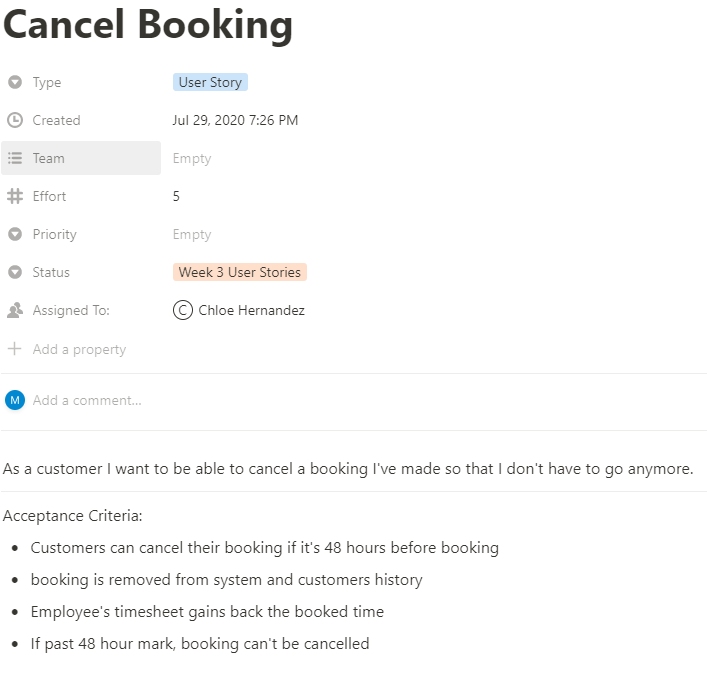 Cancel Booking
Type User Story
Created Jul 29, 2020 7:26 PM
Team Empty
Effort 5
Priority Empty
Status Week 3 User Stories
Assigned To: C Chloe Hernandez
Add a property
M Add a comment...
As a customer I want to be able to cancel a booking I've made so that I don't have to go anymore.
Acceptance Criteria:
• Customers can cancel their booking if it's 48 hours before booking
• booking is removed from system and customers history
• Employee's timesheet gains back the booked time
• If past 48 hour mark, booking can't be cancelled